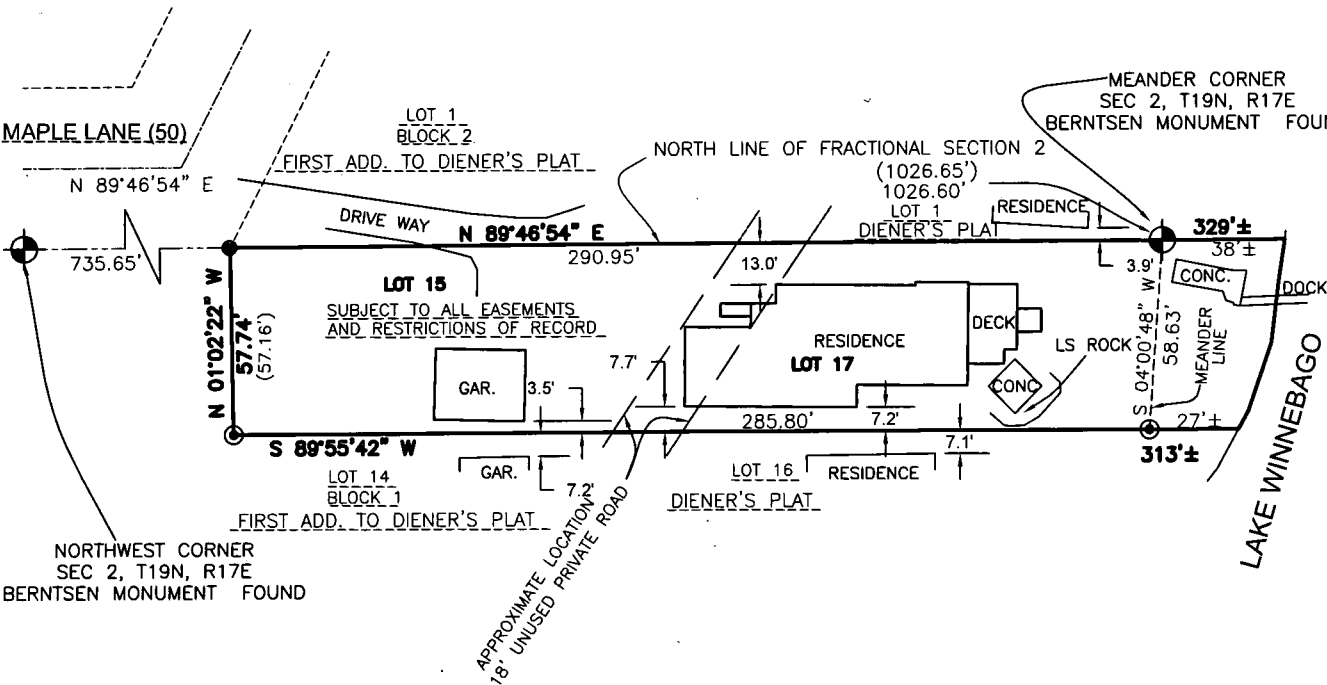 MEANDER CORNER
SEC 2, T19N, R17E
BERNTSEN MONUMENT
MAPLE LANE (50)
N 89°46'54" E
LOT 1
BLOCK 2
FIRST ADD. TO DIENER'S PLAT
NORTH LINE OF FRACTIONAL SECTION 2
(1026.65')
1026.60'
LOT 1
DIENER'S PLAT
RESIDENCE
DRIVE WAY
N 89°46'54" E
329'±
735.65'
290.95'
13.0'
3.9'
38'±
CONC.
DOCK
N 01°02'22" W
57.74'
(57.16')
LOT 15
SUBJECT TO ALL EASEMENTS
AND RESTRICTIONS OF RECORD
GAR.
3.5'
7.7'
RESIDENCE
LOT 17
DECK
CONC
LS ROCK
S 04°00'48" W
58.63'
MEANDER
LINE
285.80'
7.2'
7.1'
27'±
313'±
S 89°55'42" W
LOT 14
BLOCK 1
FIRST ADD. TO DIENER'S PLAT
GAR.
7.2'
LOT 16
DIENER'S PLAT
RESIDENCE
LAKE WINNEBAGO
APPROXIMATE LOCATION
18' UNUSED PRIVATE ROAD
NORTHWEST CORNER
SEC 2, T19N, R17E
BERNTSEN MONUMENT FOUND